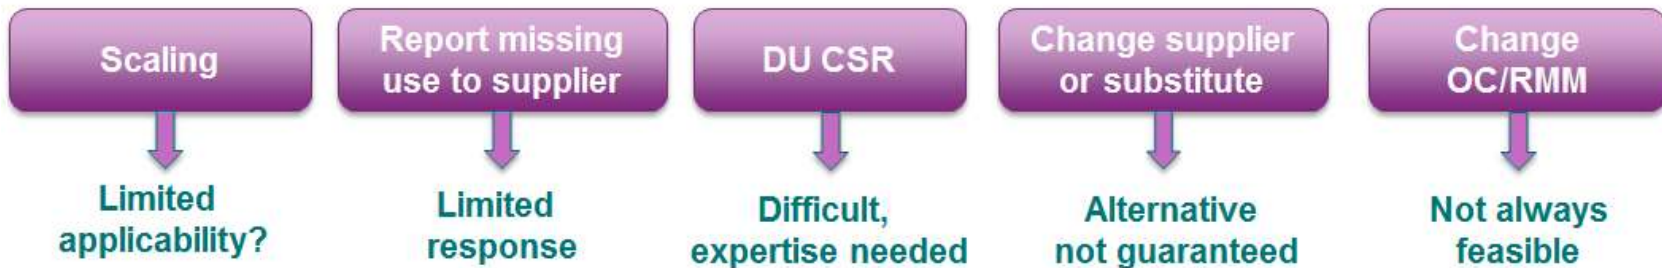 Scaling
Report missing
use to supplier
DU CSR
Change supplier
or substitute
Change
OC/RMM
Limited
applicability?
Limited
response
Difficult,
expertise needed
Alternative
not guaranteed
Not always
feasible